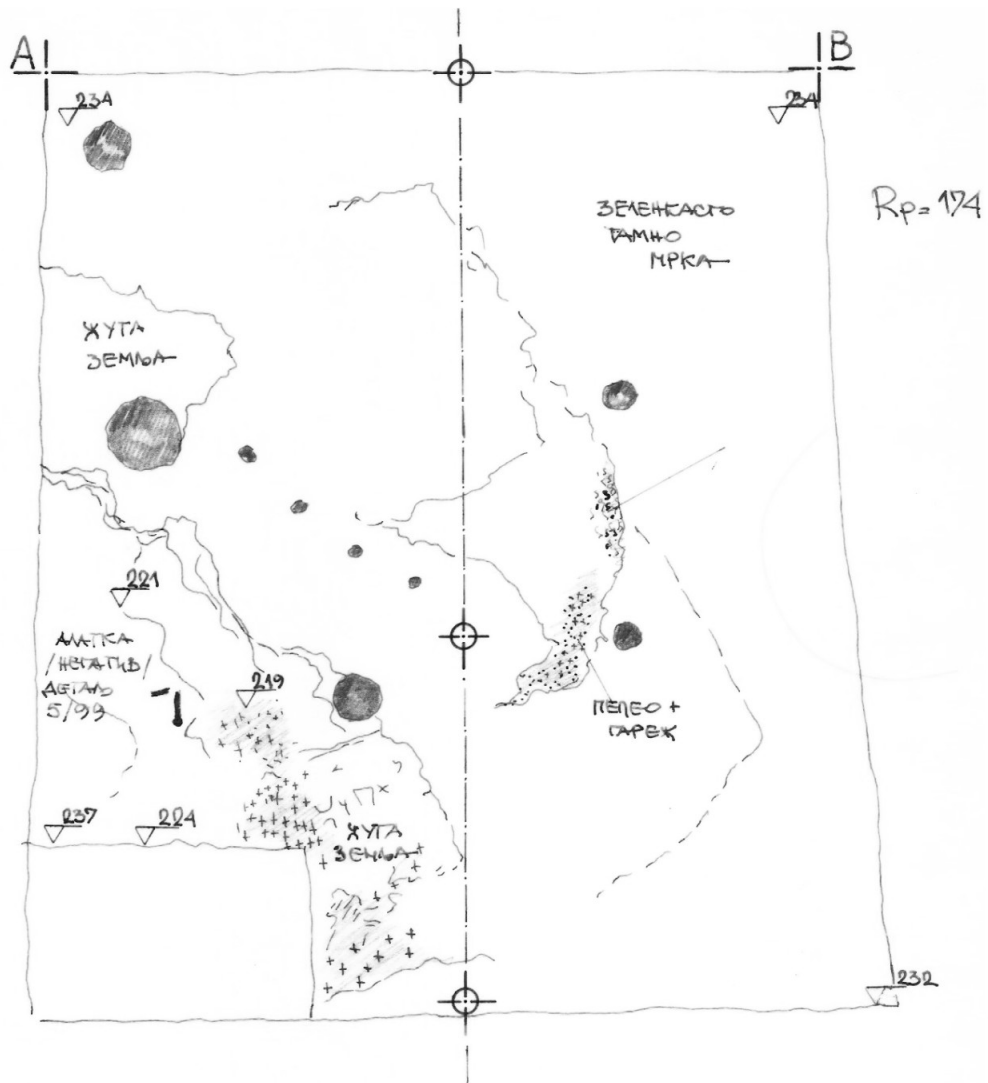 A
B
234
234
ЗЕЛЕНКАСТО
ТАМНО
МРКА
Rp=174
ЖУТА
ЗЕМЉА
221
АЛАТКА
/НЕГАТИВ/
ДЕТАЉ
5/99
219
ПЕПЕО +
ГАРЕЖ
237
224
ЖУТА
ЗЕМЉА
232